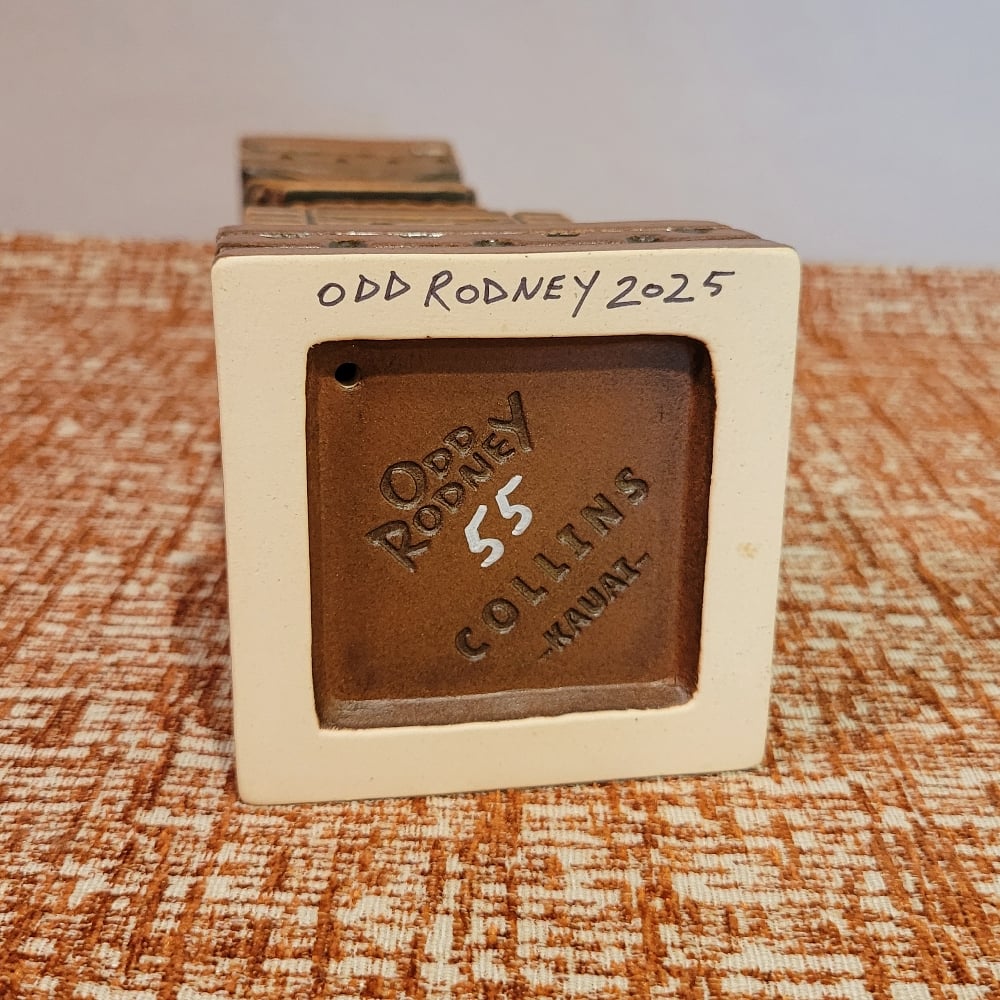 ODD RODNEY 2025
ODD
RODNEY
55
COLLINS
-KAUAI-